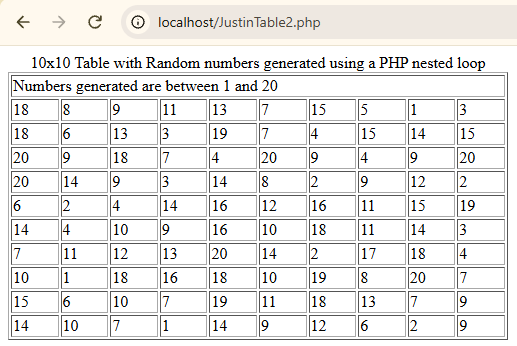 localhost/JustinTable2.php
10x10 Table with Random numbers generated using a PHP nested loop
Numbers generated are between 1 and 20
18 8 9 11 13 7 15 5 1 3
18 6 13 3 19 7 4 15 14 15
20 9 18 7 4 20 9 4 9 20
20 14 9 3 14 8 2 9 12 2
6 2 4 14 16 12 16 11 15 19
14 4 10 9 16 10 18 11 14 3
7 11 12 13 20 14 2 17 18 4
10 1 18 16 18 10 19 8 20 7
15 6 10 7 19 11 18 13 7 9
14 10 7 1 14 9 12 6 2 9